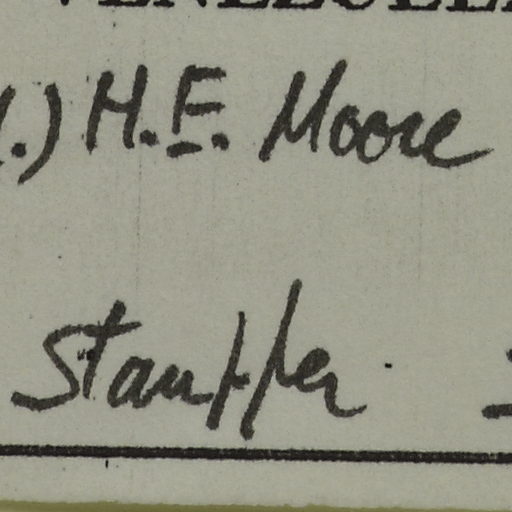 .) H.E. Moore
Stauffer